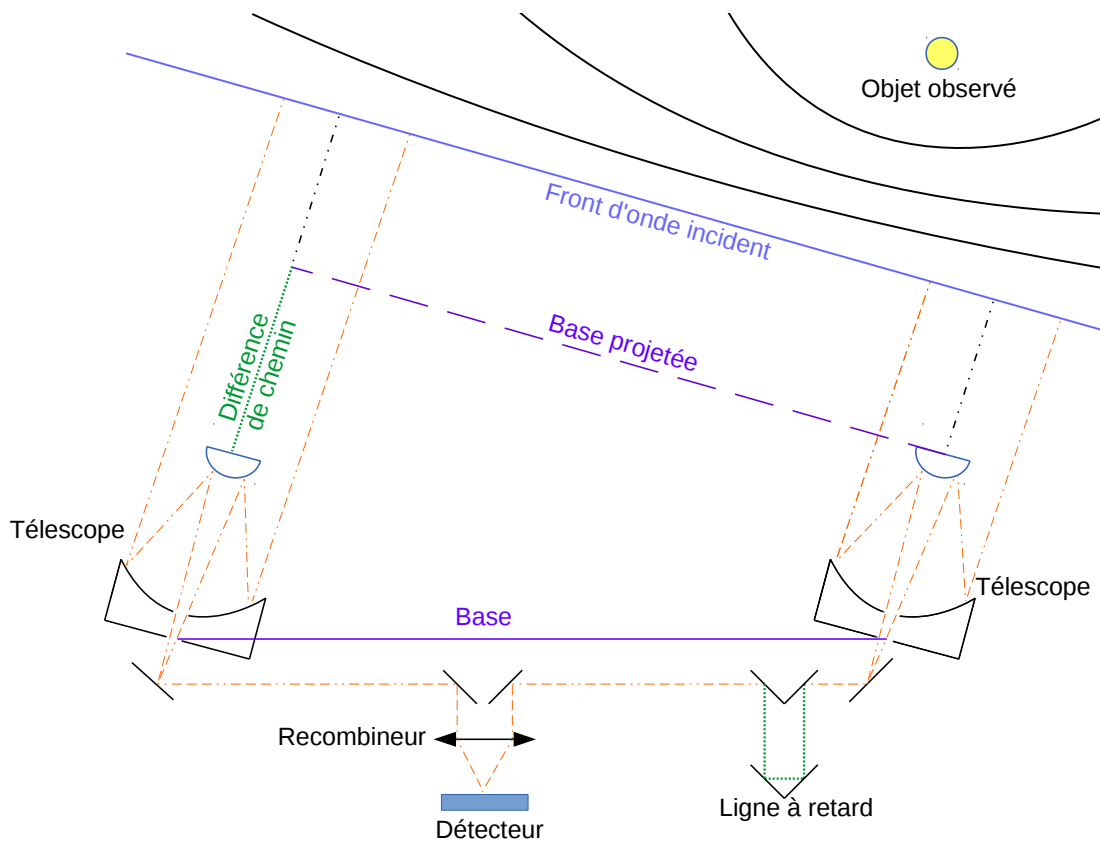 Objet observé
Front d'onde incident
Base projetée
Différence
de chemin
Télescope
Télescope
Base
Recombineur
Ligne à retard
Détecteur